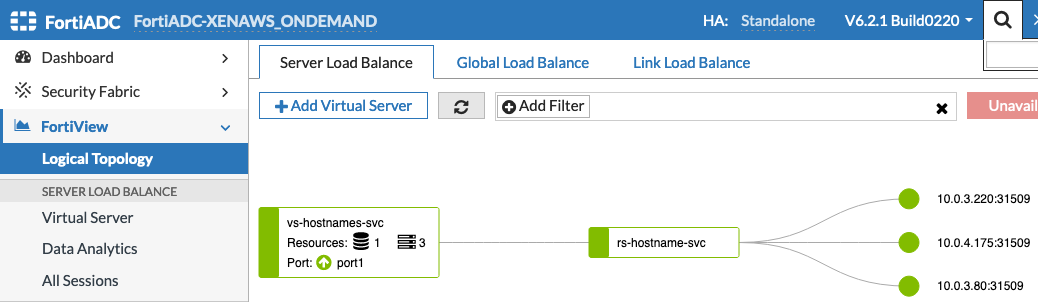 FortiADC FortiADC-XENAWS_ONDEMAND HA: Standalone V6.2.1 Build0220
Dashboard
Security Fabric
FortiView
Logical Topology
SERVER LOAD BALANCE
Virtual Server
Data Analytics
All Sessions
Server Load Balance Global Load Balance Link Load Balance
Add Virtual Server Add Filter Unavail
vs-hostnames-svc
Resources: 1 3
Port: port1
rs-hostname-svc
10.0.3.220:31509
10.0.4.175:31509
10.0.3.80:31509